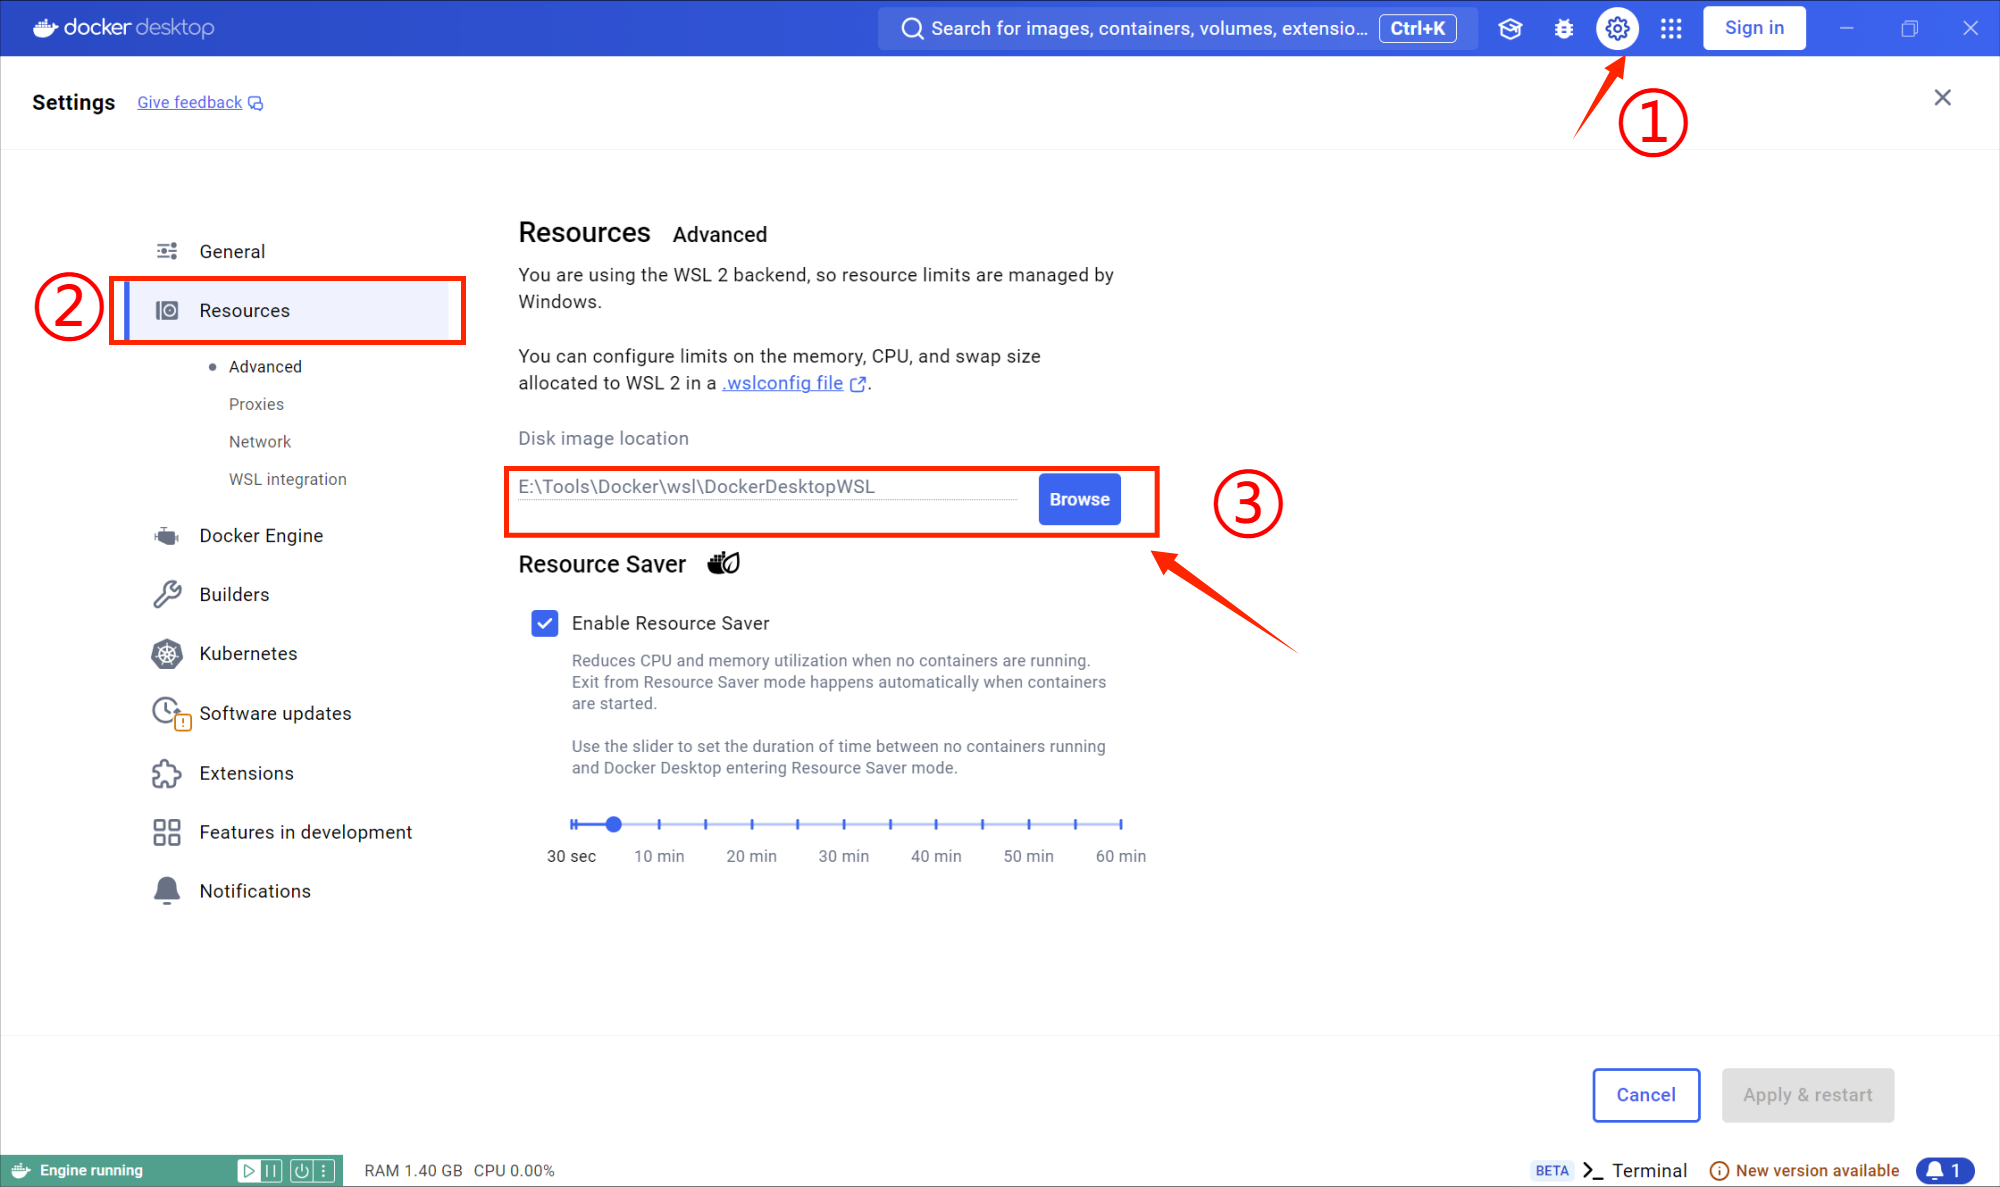 docker desktop
Search for images, containers, volumes, extensio... Ctrl+K
Sign in
Settings Give feedback
①
General
② Resources
Advanced
Proxies
Network
WSL integration
Docker Engine
Builders
Kubernetes
Software updates
Extensions
Features in development
Notifications
Resources Advanced
You are using the WSL 2 backend, so resource limits are managed by
Windows.
You can configure limits on the memory, CPU, and swap size
allocated to WSL 2 in a .wslconfig file.
Disk image location
E:\Tools\Docker\wsl\DockerDesktopWSL Browse
③
Resource Saver
Enable Resource Saver
Reduces CPU and memory utilization when no containers are running.
Exit from Resource Saver mode happens automatically when containers
are started.
Use the slider to set the duration of time between no containers running
and Docker Desktop entering Resource Saver mode.
30 sec 10 min 20 min 30 min 40 min 50 min 60 min
Cancel Apply & restart
Engine running RAM 1.40 GB CPU 0.00% BETA >_ Terminal New version available 1